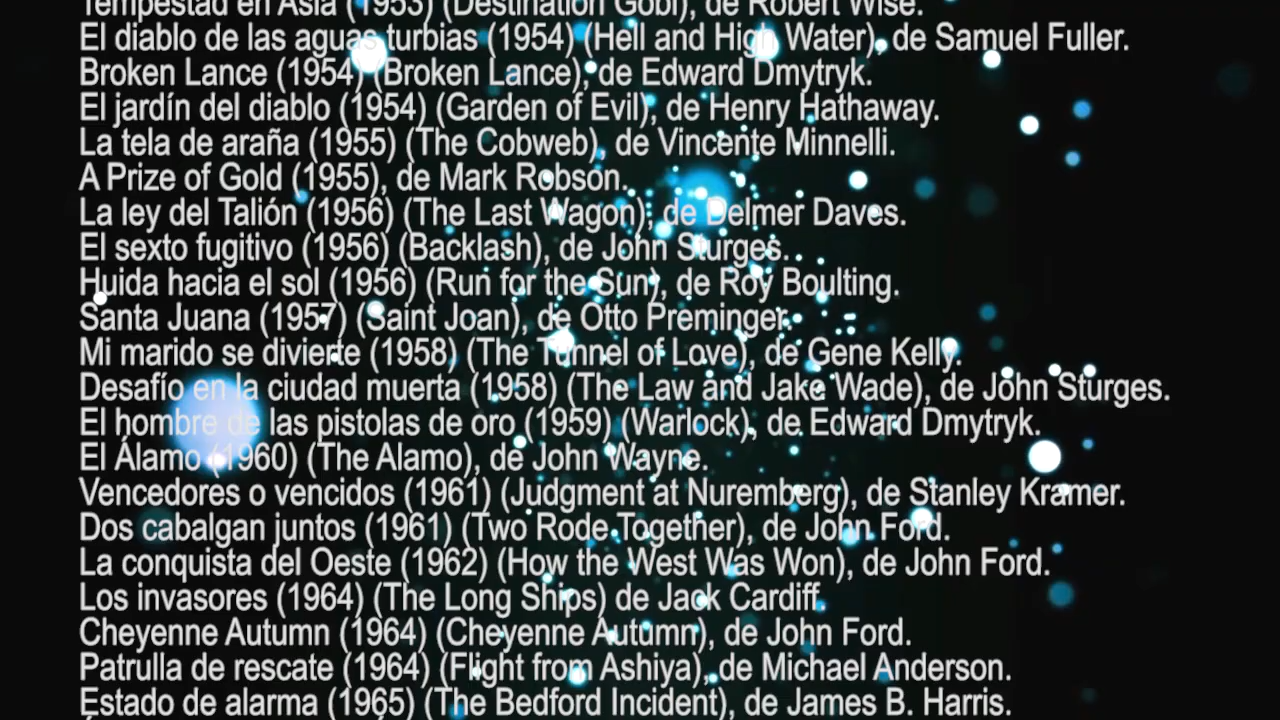 Tempestad en Asia (1953) (Destination Gobi), de Robert Wise.
El diablo de las aguas turbias (1954) (Hell and High Water), de Samuel Fuller.
Broken Lance (1954) (Broken Lance), de Edward Dmytryk.
El jardín del diablo (1954) (Garden of Evil), de Henry Hathaway.
La tela de araña (1955) (The Cobweb), de Vincente Minnelli.
A Prize of Gold (1955), de Mark Robson.
La ley del Talión (1956) (The Last Wagon), de Delmer Daves.
El sexto fugitivo (1956) (Backlash), de John Sturges.
Huida hacia el sol (1956) (Run for the Sun), de Roy Boulting.
Santa Juana (1957) (Saint Joan), de Otto Preminger.
Mi marido se divierte (1958) (The Tunnel of Love), de Gene Kelly.
Desafío en la ciudad muerta (1958) (The Law and Jake Wade), de John Sturges.
El hombre de las pistolas de oro (1959) (Warlock), de Edward Dmytryk.
El Álamo (1960) (The Alamo), de John Wayne.
Vencedores o vencidos (1961) (Judgment at Nuremberg), de Stanley Kramer.
Dos cabalgan juntos (1961) (Two Rode Together), de John Ford.
La conquista del Oeste (1962) (How the West Was Won), de John Ford.
Los invasores (1964) (The Long Ships) de Jack Cardiff.
Cheyenne Autumn (1964) (Cheyenne Autumn), de John Ford.
Patrulla de rescate (1964) (Flight from Ashiya), de Michael Anderson.
Estado de alarma (1965) (The Bedford Incident), de James B. Harris.